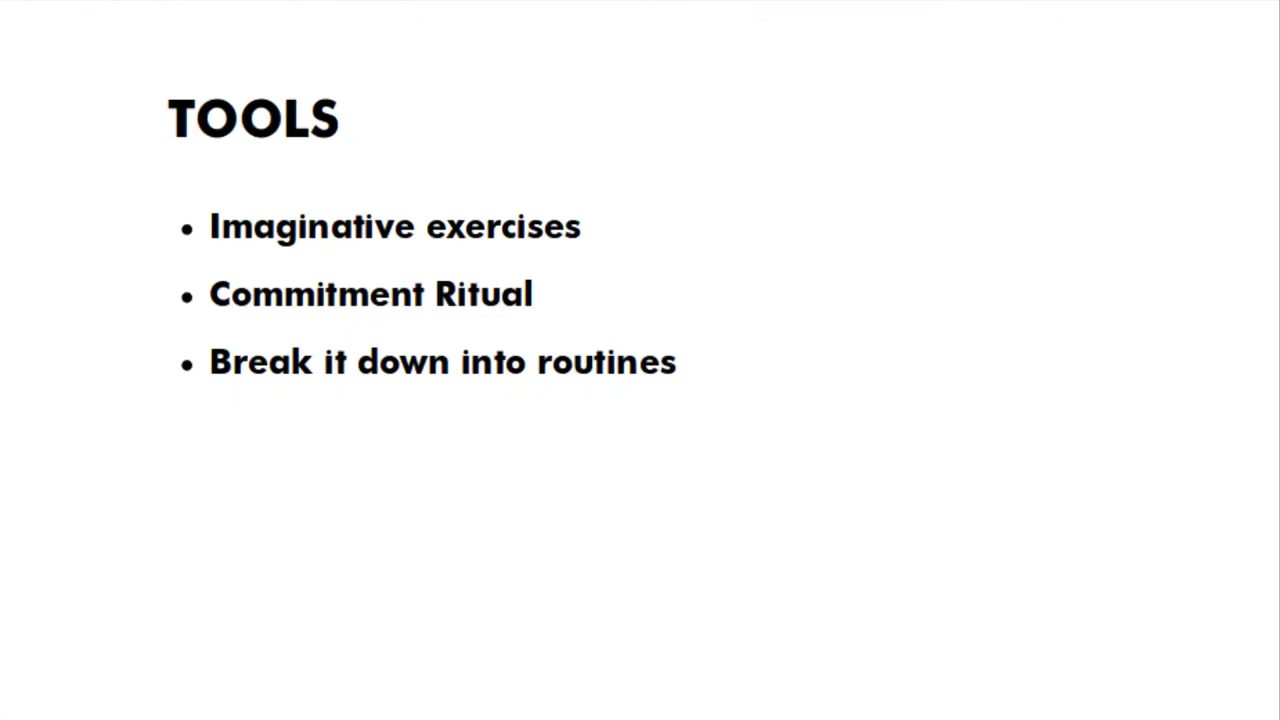 TOOLS
• Imaginative exercises
• Commitment Ritual
• Break it down into routines